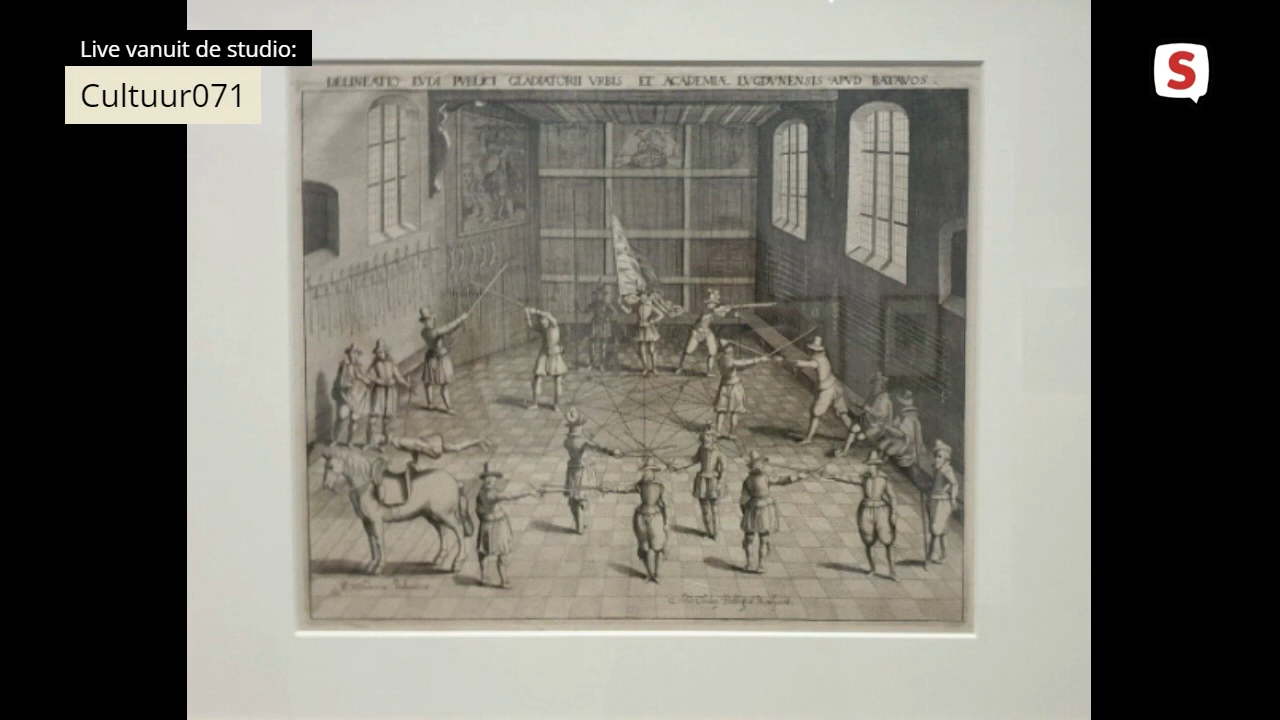 Live vanuit de studio:
Cultuur071
S
DELINEATIO LVDI PVBLICI GLADIATORII VRBIS ET ACADEMIÆ LVGDVNENSIS APVD BATAVOS.